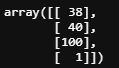 array([[ 38],
       [ 40],
       [100],
       [  1]])